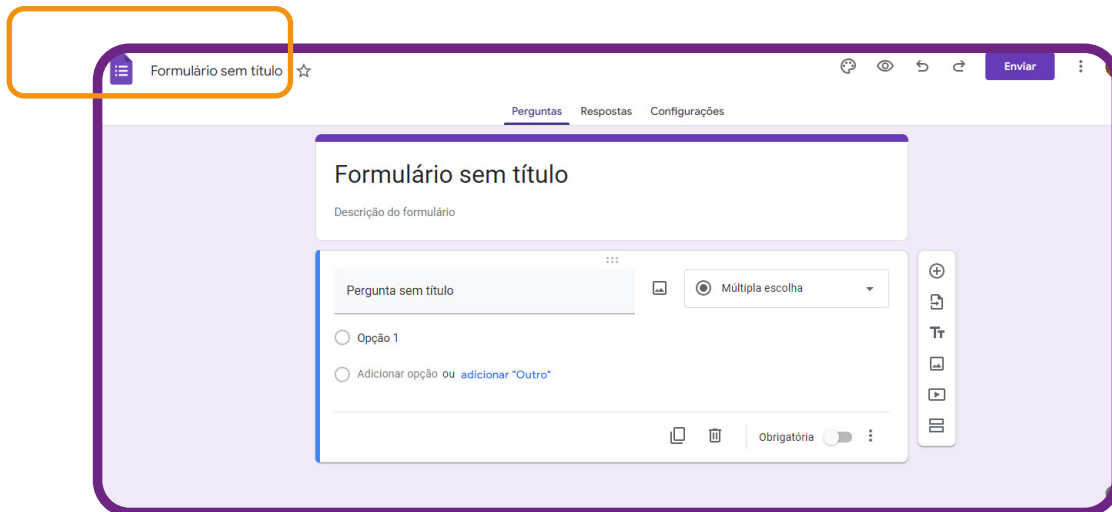 Formulário sem título
Enviar
Perguntas Respostas Configurações
Formulário sem título
Descrição do formulário
Pergunta sem título
Múltipla escolha
Opção 1
Adicionar opção ou adicionar "Outro"
Obrigatória
Tт